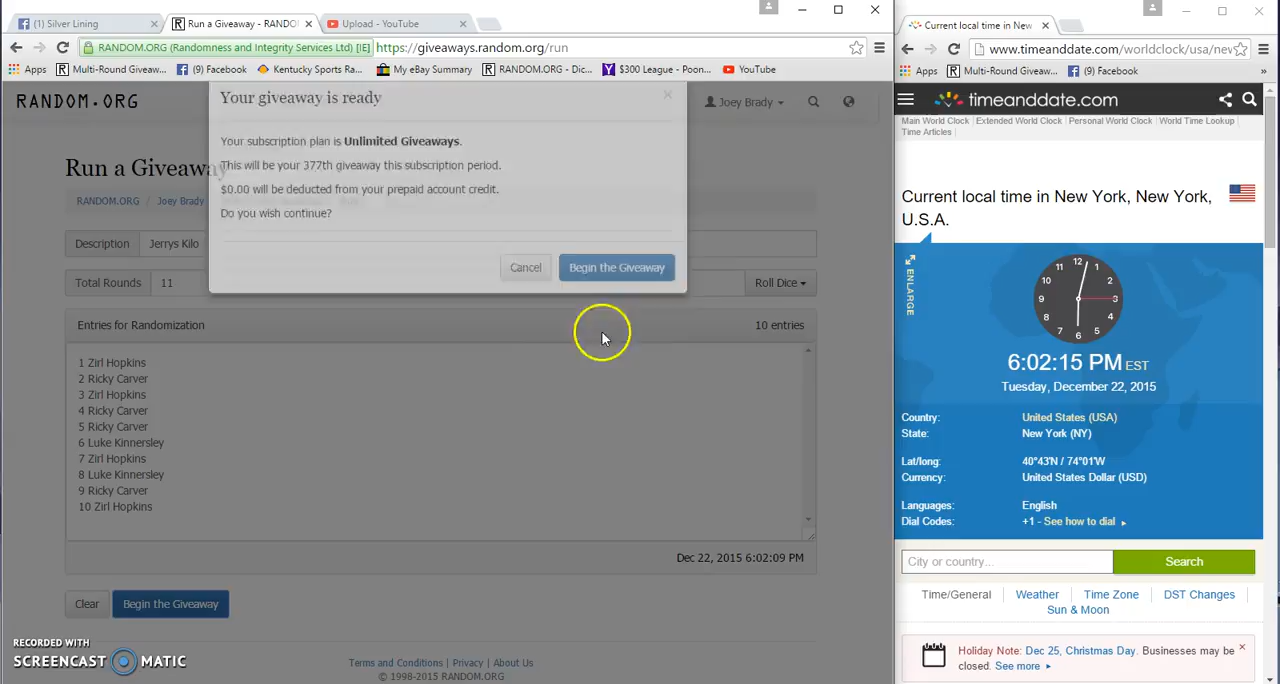 (1) Silver Lining
Run a Giveaway - RANDO
Upload - YouTube
RANDOM.ORG (Randomness and Integrity Services Ltd) [IE]
https://giveaways.random.org/run
Apps
Multi-Round Giveaw...
(9) Facebook
Kentucky Sports Ra...
My eBay Summary
RANDOM.ORG - Dic...
$300 League - Poon...
YouTube
RANDOM.ORG
Joey Brady
Your giveaway is ready
Your subscription plan is Unlimited Giveaways.
This will be your 377th giveaway this subscription period.
$0.00 will be deducted from your prepaid account credit.
Do you wish continue?
Cancel
Begin the Giveaway
Run a Giveaway
RANDOM.ORG
Joey Brady
Description
Jerrys Kilo
Total Rounds
11
Roll Dice
Entries for Randomization
10 entries
1 Zirl Hopkins
2 Ricky Carver
3 Zirl Hopkins
4 Ricky Carver
5 Ricky Carver
6 Luke Kinnersley
7 Zirl Hopkins
8 Luke Kinnersley
9 Ricky Carver
10 Zirl Hopkins
Dec 22, 2015 6:02:09 PM
Clear
Begin the Giveaway
RECORDED WITH
SCREENCAST MATIC
Terms and Conditions | Privacy | About Us
© 1998-2015 RANDOM.ORG
Current local time in New
www.timeanddate.com/worldclock/usa/new
Apps
Multi-Round Giveaw...
(9) Facebook
»
timeanddate.com
Main World Clock | Extended World Clock | Personal World Clock | World Time Lookup |
Time Articles |
Current local time in New York, New York,
U.S.A.
ENLARGE
12
1
2
3
4
5
6
7
8
9
10
11
6:02:15 PM EST
Tuesday, December 22, 2015
Country:
United States (USA)
State:
New York (NY)
Lat/long:
40°43'N / 74°01'W
Currency:
United States Dollar (USD)
Languages:
English
Dial Codes:
+1 - See how to dial
City or country...
Search
Time/General
Weather
Time Zone
DST Changes
Sun & Moon
Holiday Note: Dec 25, Christmas Day. Businesses may be
closed. See more